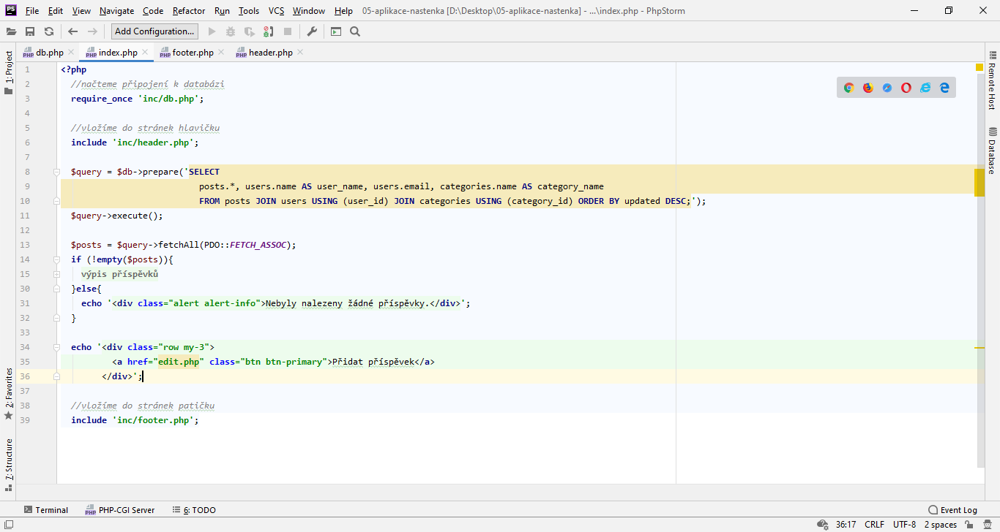 PS File Edit View Navigate Code Refactor Run Tools VCS Window Help 05-aplikace-nastenka [D:\Desktop\05-aplikace-nastenka] - ...\index.php - PhpStorm
Add Configuration...
db.php index.php footer.php header.php
1: Project
2: Favorites
7: Structure
Remote Host
Database
1 <?php
2 //načteme připojení k databázi
3 require_once 'inc/db.php';
4
5 //vložíme do stránek hlavičku
6 include 'inc/header.php';
7
8 $query = $db->prepare('SELECT
9 posts.*, users.name AS user_name, users.email, categories.name AS category_name
10 FROM posts JOIN users USING (user_id) JOIN categories USING (category_id) ORDER BY updated DESC;');
11 $query->execute();
12
13 $posts = $query->fetchAll(PDO::FETCH_ASSOC);
14 if (!empty($posts)){
15 výpis příspěvků
30 }else{
31 echo '<div class="alert alert-info">Nebyly nalezeny žádné příspěvky.</div>';
32 }
33
34 echo '<div class="row my-3">
35 <a href="edit.php" class="btn btn-primary">Přidat příspěvek</a>
36 </div>';
37
38 //vložíme do stránek patičku
39 include 'inc/footer.php';
Terminal PHP-CGI Server 6: TODO Event Log
36:17 CRLF UTF-8 2 spaces